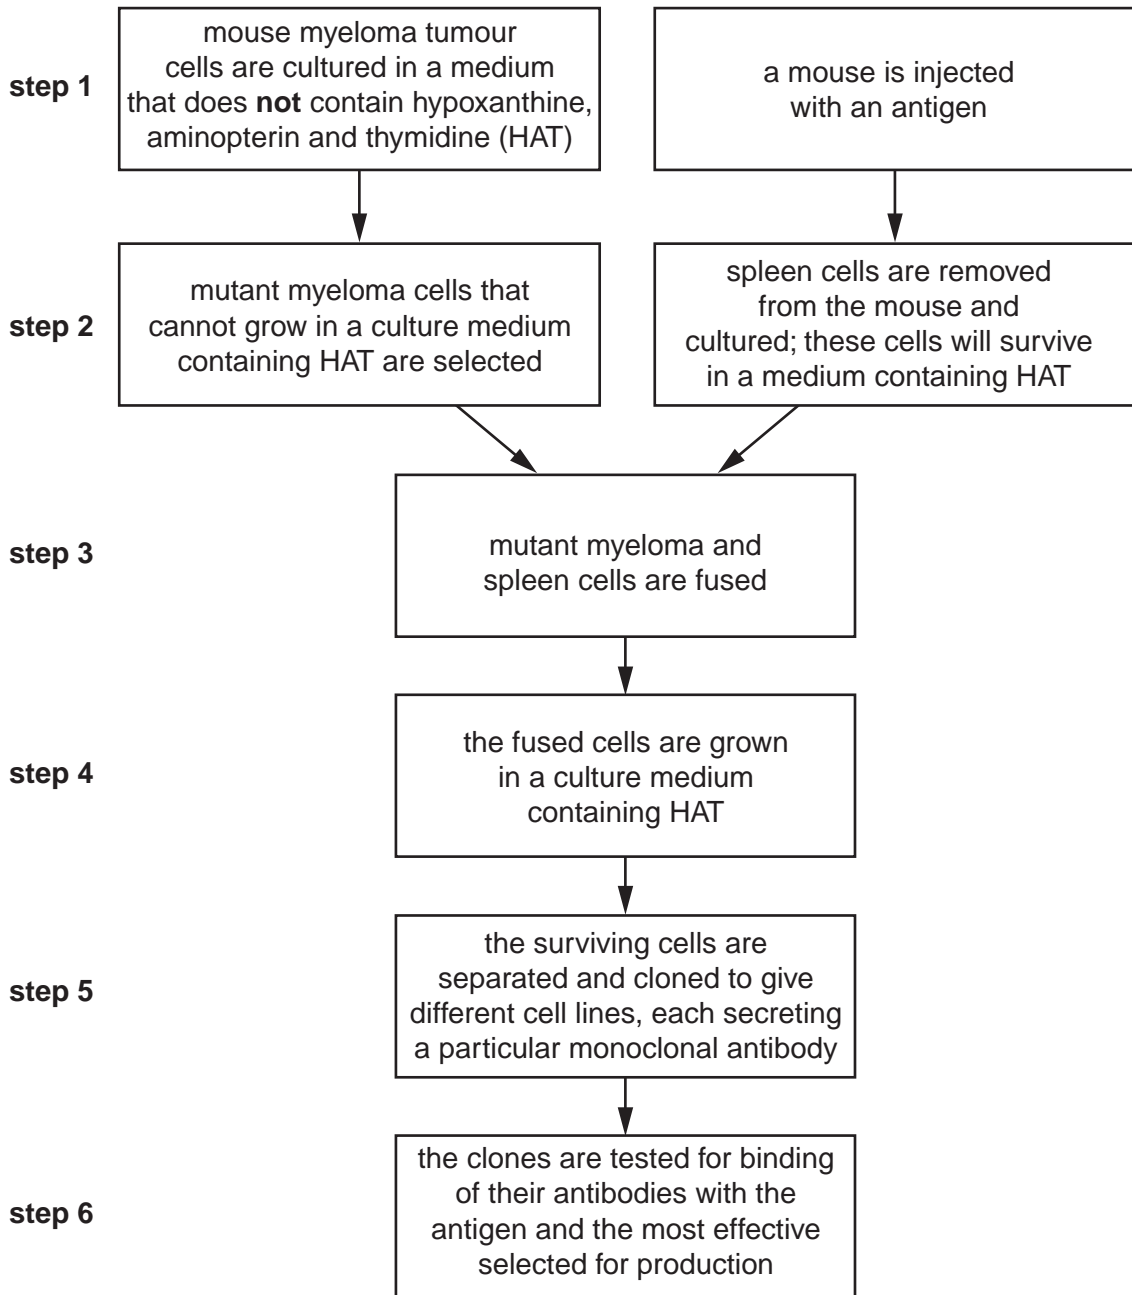 step 1
mouse myeloma tumour
cells are cultured in a medium
that does not contain hypoxanthine,
aminopterin and thymidine (HAT)
a mouse is injected
with an antigen
step 2
mutant myeloma cells that
cannot grow in a culture medium
containing HAT are selected
spleen cells are removed
from the mouse and
cultured; these cells will survive
in a medium containing HAT
step 3
mutant myeloma and
spleen cells are fused
step 4
the fused cells are grown
in a culture medium
containing HAT
step 5
the surviving cells are
separated and cloned to give
different cell lines, each secreting
a particular monoclonal antibody
step 6
the clones are tested for binding
of their antibodies with the
antigen and the most effective
selected for production